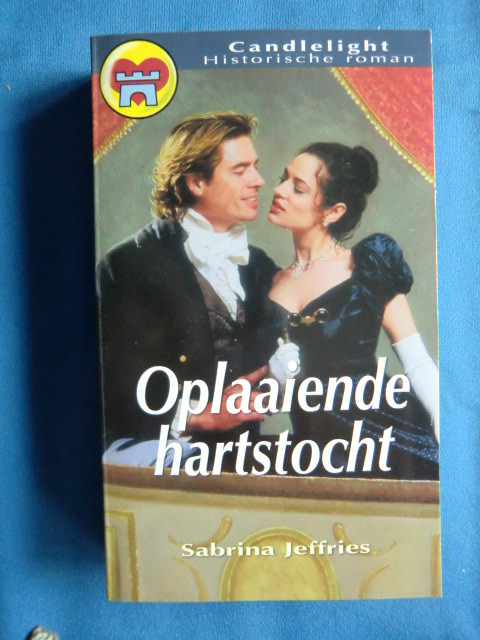 Candlelight
Historische roman
Oplaaiende
hartstocht
Sabrina Jeffries